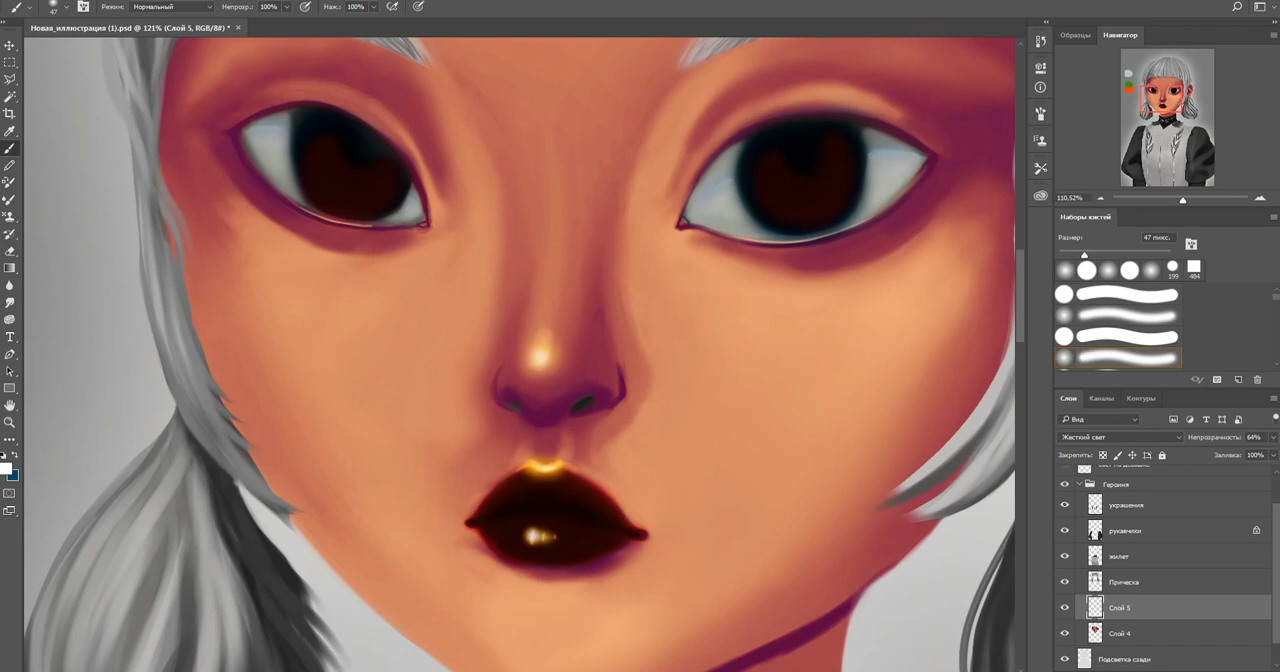 47
Режим: Нормальный
Непрозр.: 100%
Наж.: 100%
Новая_иллюстрация (1).psd @ 121% (Слой 5, RGB/8#) * ×
Образцы Навигатор
110,52%
Наборы кистей
Размер: 47 пикс.
199 484
Слои Каналы Контуры
Вид
Жесткий свет Непрозрачность: 64%
Закрепить: Заливка: 100%
Героиня
украшения
рукавчики
жилет
Прическа
Слой 5
Слой 4
Подсветка сзади